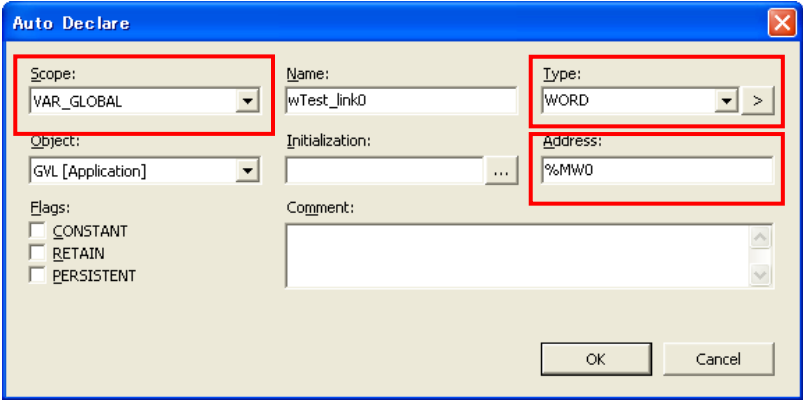 Auto Declare
Scope:
Name:
Type:
VAR_GLOBAL
wTest_link0
WORD
>
Object:
Initialization:
Address:
GVL [Application]
...
%MW0
Flags:
Comment:
CONSTANT
RETAIN
PERSISTENT
OK
Cancel